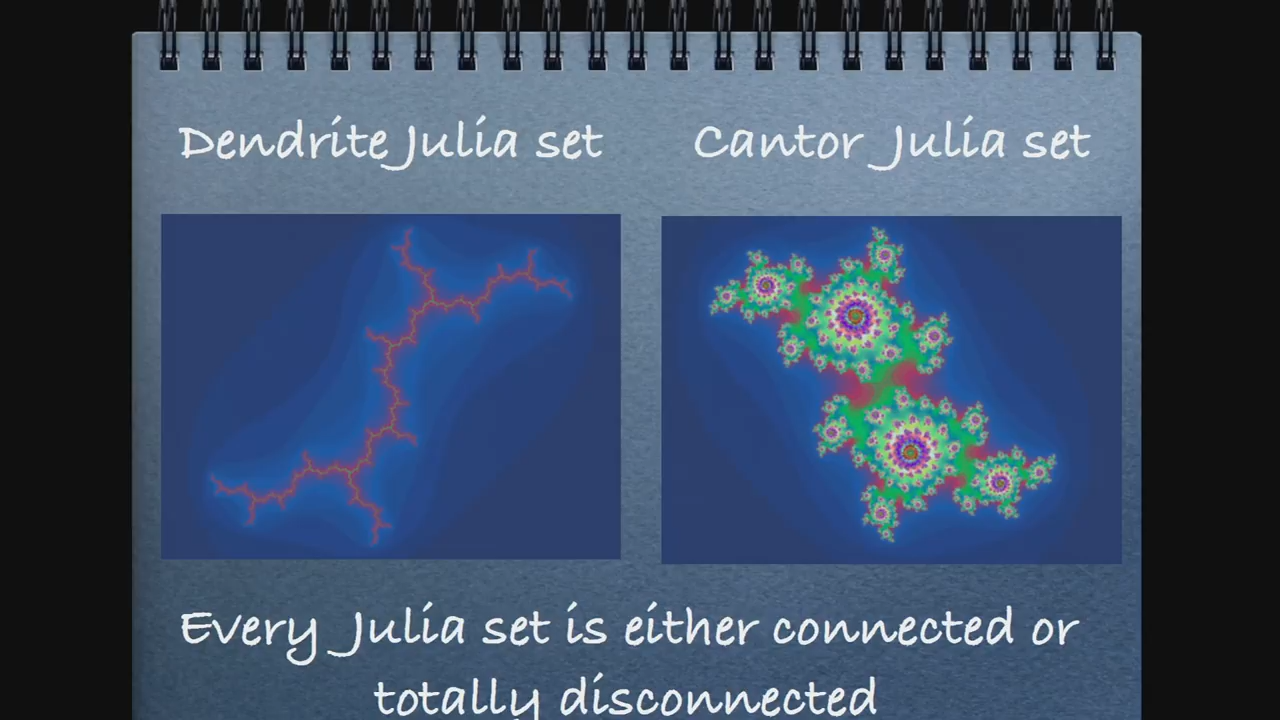 Dendrite Julia set
Cantor Julia set
Every Julia set is either connected or
totally disconnected